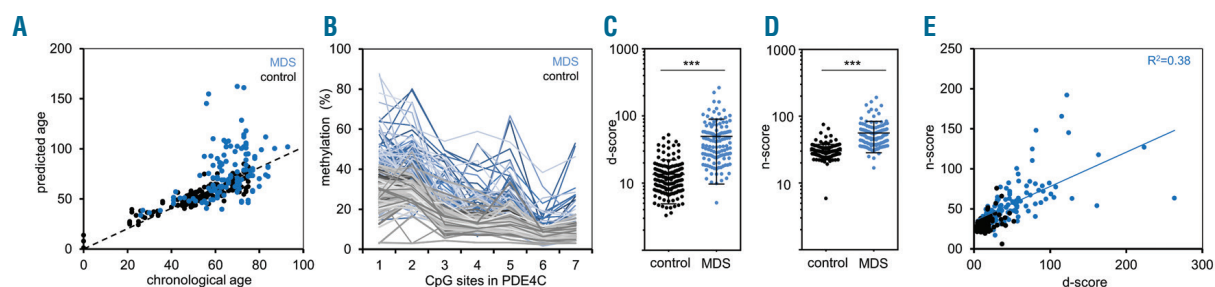 A
200
150
100
50
0
predicted age
MDS
control
0 20 40 60 80 100
chronological age
B
100
80
60
40
20
0
methylation (%)
MDS
control
1 2 3 4 5 6 7
CpG sites in PDE4C
C
1000
100
10
d-score
***
control MDS
D
1000
100
10
n-score
***
control MDS
E
250
200
150
100
50
00
n-score
R²=0.38
00 100 200 300
d-score